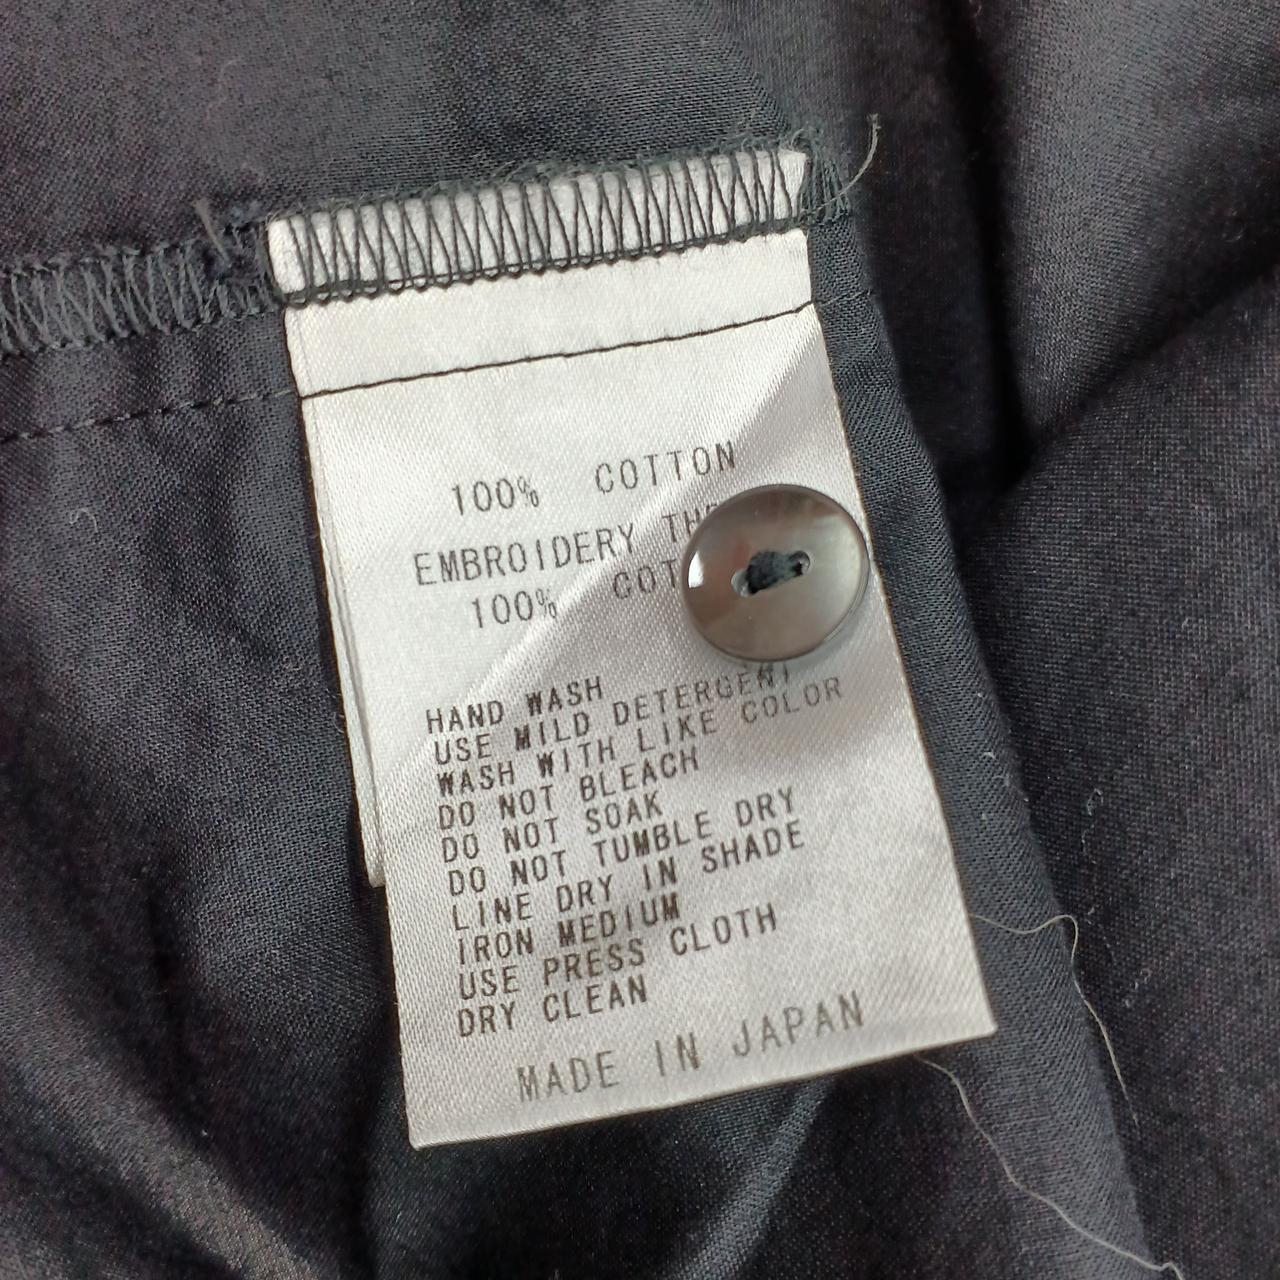 100% COTTON
EMBROIDERY
100%
HAND WASH
USE MILD DETERGENT
WASH WITH LIKE COLOR
DO NOT BLEACH
DO NOT SOAK
DO NOT TUMBLE DRY
LINE DRY IN SHADE
IRON MEDIUM
USE PRESS CLOTH
DRY CLEAN
MADE IN JAPAN